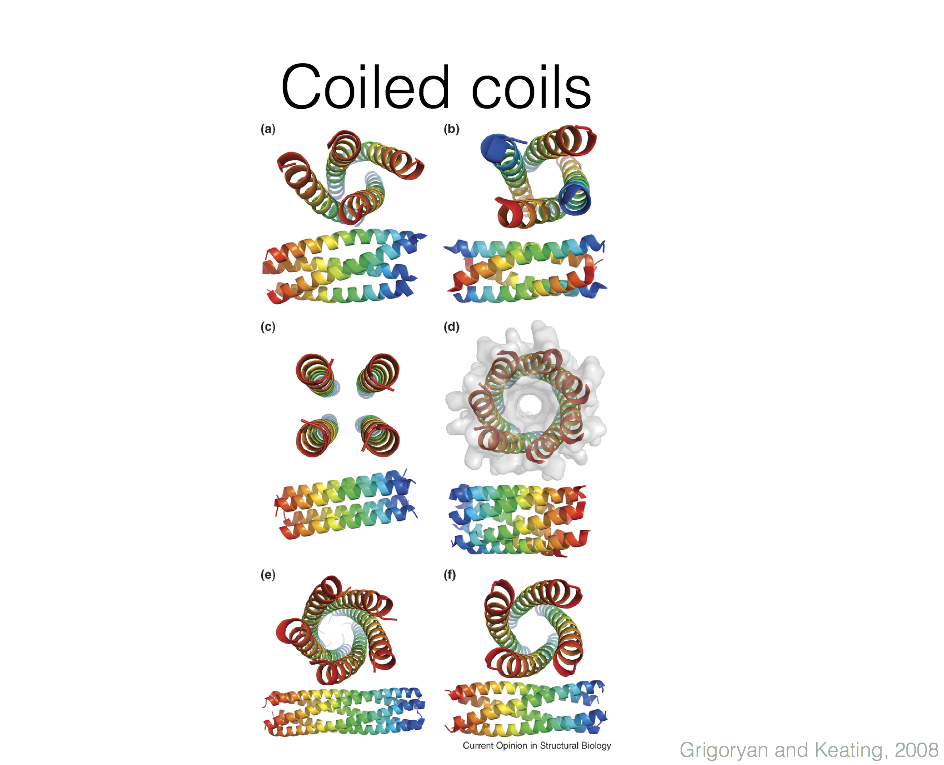 Coiled coils
(a)
(b)
(c)
(d)
(e)
(f)
Current Opinion in Structural Biology
Grigoryan and Keating, 2008